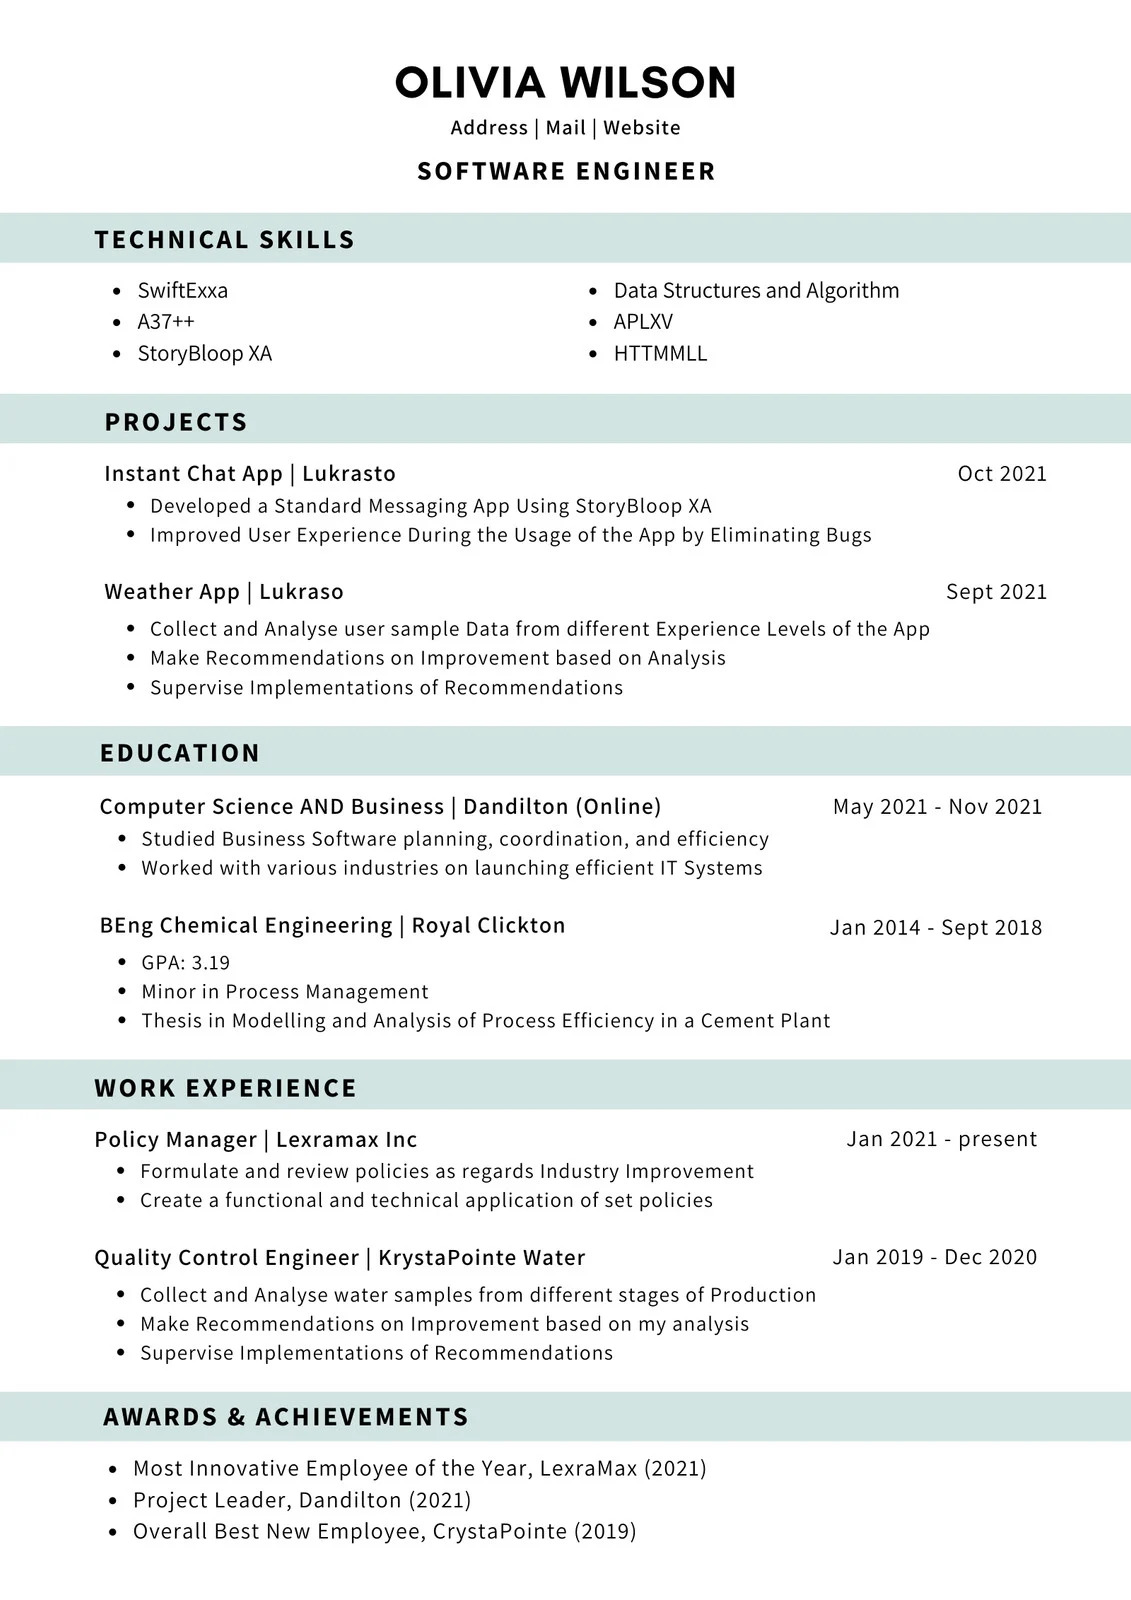 OLIVIA WILSON
Address | Mail | Website
SOFTWARE ENGINEER
TECHNICAL SKILLS
• SwiftExxa
• A37++
• StoryBloop XA
• Data Structures and Algorithm
• APLXV
• HTTMMLL
PROJECTS
Instant Chat App | Lukrasto Oct 2021
• Developed a Standard Messaging App Using StoryBloop XA
• Improved User Experience During the Usage of the App by Eliminating Bugs
Weather App | Lukraso Sept 2021
• Collect and Analyse user sample Data from different Experience Levels of the App
• Make Recommendations on Improvement based on Analysis
• Supervise Implementations of Recommendations
EDUCATION
Computer Science AND Business | Dandilton (Online) May 2021 - Nov 2021
• Studied Business Software planning, coordination, and efficiency
• Worked with various industries on launching efficient IT Systems
BEng Chemical Engineering | Royal Clickton Jan 2014 - Sept 2018
• GPA: 3.19
• Minor in Process Management
• Thesis in Modelling and Analysis of Process Efficiency in a Cement Plant
WORK EXPERIENCE
Policy Manager | Lexramax Inc Jan 2021 - present
• Formulate and review policies as regards Industry Improvement
• Create a functional and technical application of set policies
Quality Control Engineer | KrystaPointe Water Jan 2019 - Dec 2020
• Collect and Analyse water samples from different stages of Production
• Make Recommendations on Improvement based on my analysis
• Supervise Implementations of Recommendations
AWARDS & ACHIEVEMENTS
• Most Innovative Employee of the Year, LexraMax (2021)
• Project Leader, Dandilton (2021)
• Overall Best New Employee, CrystaPointe (2019)